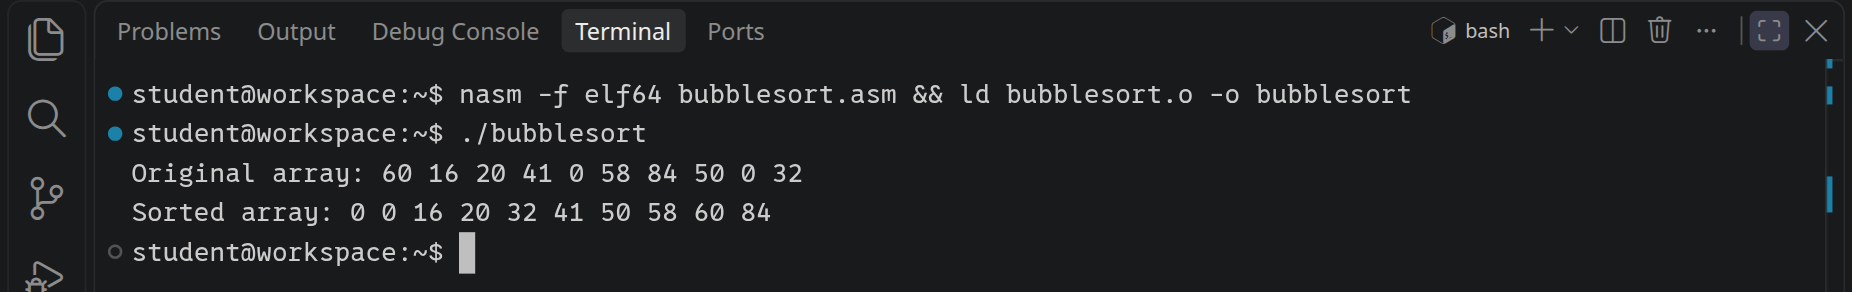 Problems Output Debug Console Terminal Ports bash
student@workspace:~$ nasm -f elf64 bubblesort.asm && ld bubblesort.o -o bubblesort
student@workspace:~$ ./bubblesort
Original array: 60 16 20 41 0 58 84 50 0 32
Sorted array: 0 0 16 20 32 41 50 58 60 84
student@workspace:~$